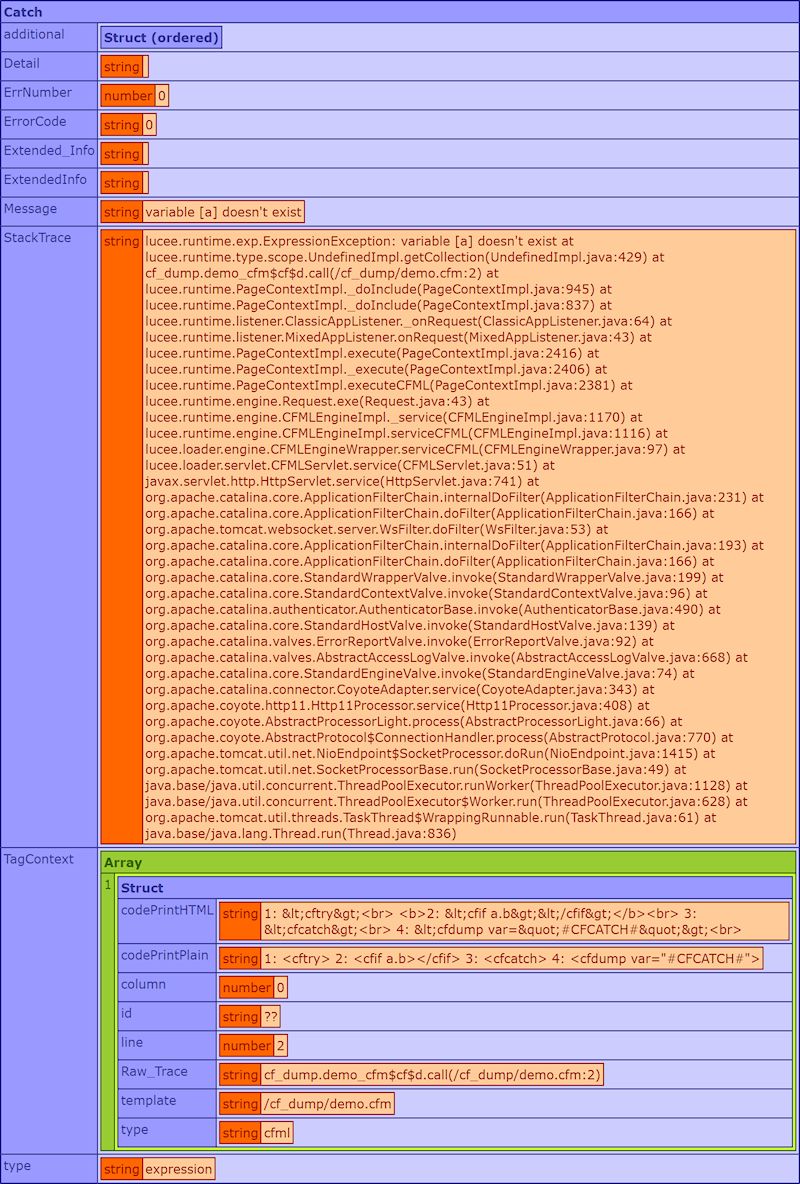 Catch
additional Struct (ordered)
Detail string
ErrNumber number 0
ErrorCode string 0
Extended_Info string
ExtendedInfo string
Message string variable [a] doesn't exist
StackTrace string lucee.runtime.exp.ExpressionException: variable [a] doesn't exist at
lucee.runtime.type.scope.UndefinedImpl.getCollection(UndefinedImpl.java:429) at
cf_dump.demo_cfm$cf$d.call(/cf_dump/demo.cfm:2) at
lucee.runtime.PageContextImpl._doInclude(PageContextImpl.java:945) at
lucee.runtime.PageContextImpl._doInclude(PageContextImpl.java:837) at
lucee.runtime.listener.ClassicAppListener._onRequest(ClassicAppListener.java:64) at
lucee.runtime.listener.MixedAppListener.onRequest(MixedAppListener.java:43) at
lucee.runtime.PageContextImpl.execute(PageContextImpl.java:2416) at
lucee.runtime.PageContextImpl._execute(PageContextImpl.java:2406) at
lucee.runtime.PageContextImpl.executeCFML(PageContextImpl.java:2381) at
lucee.runtime.engine.Request.exe(Request.java:43) at
lucee.runtime.engine.CFMLEngineImpl._service(CFMLEngineImpl.java:1170) at
lucee.runtime.engine.CFMLEngineImpl.serviceCFML(CFMLEngineImpl.java:1116) at
lucee.loader.engine.CFMLEngineWrapper.serviceCFML(CFMLEngineWrapper.java:97) at
lucee.loader.servlet.CFMLServlet.service(CFMLServlet.java:51) at
javax.servlet.http.HttpServlet.service(HttpServlet.java:741) at
org.apache.catalina.core.ApplicationFilterChain.internalDoFilter(ApplicationFilterChain.java:231) at
org.apache.catalina.core.ApplicationFilterChain.doFilter(ApplicationFilterChain.java:166) at
org.apache.tomcat.websocket.server.WsFilter.doFilter(WsFilter.java:53) at
org.apache.catalina.core.ApplicationFilterChain.internalDoFilter(ApplicationFilterChain.java:193) at
org.apache.catalina.core.ApplicationFilterChain.doFilter(ApplicationFilterChain.java:166) at
org.apache.catalina.core.StandardWrapperValve.invoke(StandardWrapperValve.java:199) at
org.apache.catalina.core.StandardContextValve.invoke(StandardContextValve.java:96) at
org.apache.catalina.authenticator.AuthenticatorBase.invoke(AuthenticatorBase.java:490) at
org.apache.catalina.core.StandardHostValve.invoke(StandardHostValve.java:139) at
org.apache.catalina.valves.ErrorReportValve.invoke(ErrorReportValve.java:92) at
org.apache.catalina.valves.AbstractAccessLogValve.invoke(AbstractAccessLogValve.java:668) at
org.apache.catalina.core.StandardEngineValve.invoke(StandardEngineValve.java:74) at
org.apache.catalina.connector.CoyoteAdapter.service(CoyoteAdapter.java:343) at
org.apache.coyote.http11.Http11Processor.service(Http11Processor.java:408) at
org.apache.coyote.AbstractProcessorLight.process(AbstractProcessorLight.java:66) at
org.apache.coyote.AbstractProtocol$ConnectionHandler.process(AbstractProtocol.java:770) at
org.apache.tomcat.util.net.NioEndpoint$SocketProcessor.doRun(NioEndpoint.java:1415) at
org.apache.tomcat.util.net.SocketProcessorBase.run(SocketProcessorBase.java:49) at
java.base/java.util.concurrent.ThreadPoolExecutor.runWorker(ThreadPoolExecutor.java:1128) at
java.base/java.util.concurrent.ThreadPoolExecutor$Worker.run(ThreadPoolExecutor.java:628) at
org.apache.tomcat.util.threads.TaskThread$WrappingRunnable.run(TaskThread.java:61) at
java.base/java.lang.Thread.run(Thread.java:836)
TagContext Array
1 Struct
codePrintHTML string 1: &lt;cftry&gt;<br> <b>2: &lt;cfif a.b&gt;&lt;/cfif&gt;</b><br> 3:
&lt;cfcatch&gt;<br> 4: &lt;cfdump var=&quot;#CFCATCH#&quot;&gt;<br>
codePrintPlain string 1: <cftry> 2: <cfif a.b></cfif> 3: <cfcatch> 4: <cfdump var="#CFCATCH#">
column number 0
id string ??
line number 2
Raw_Trace string cf_dump.demo_cfm$cf$d.call(/cf_dump/demo.cfm:2)
template string /cf_dump/demo.cfm
type string cfml
type string expression